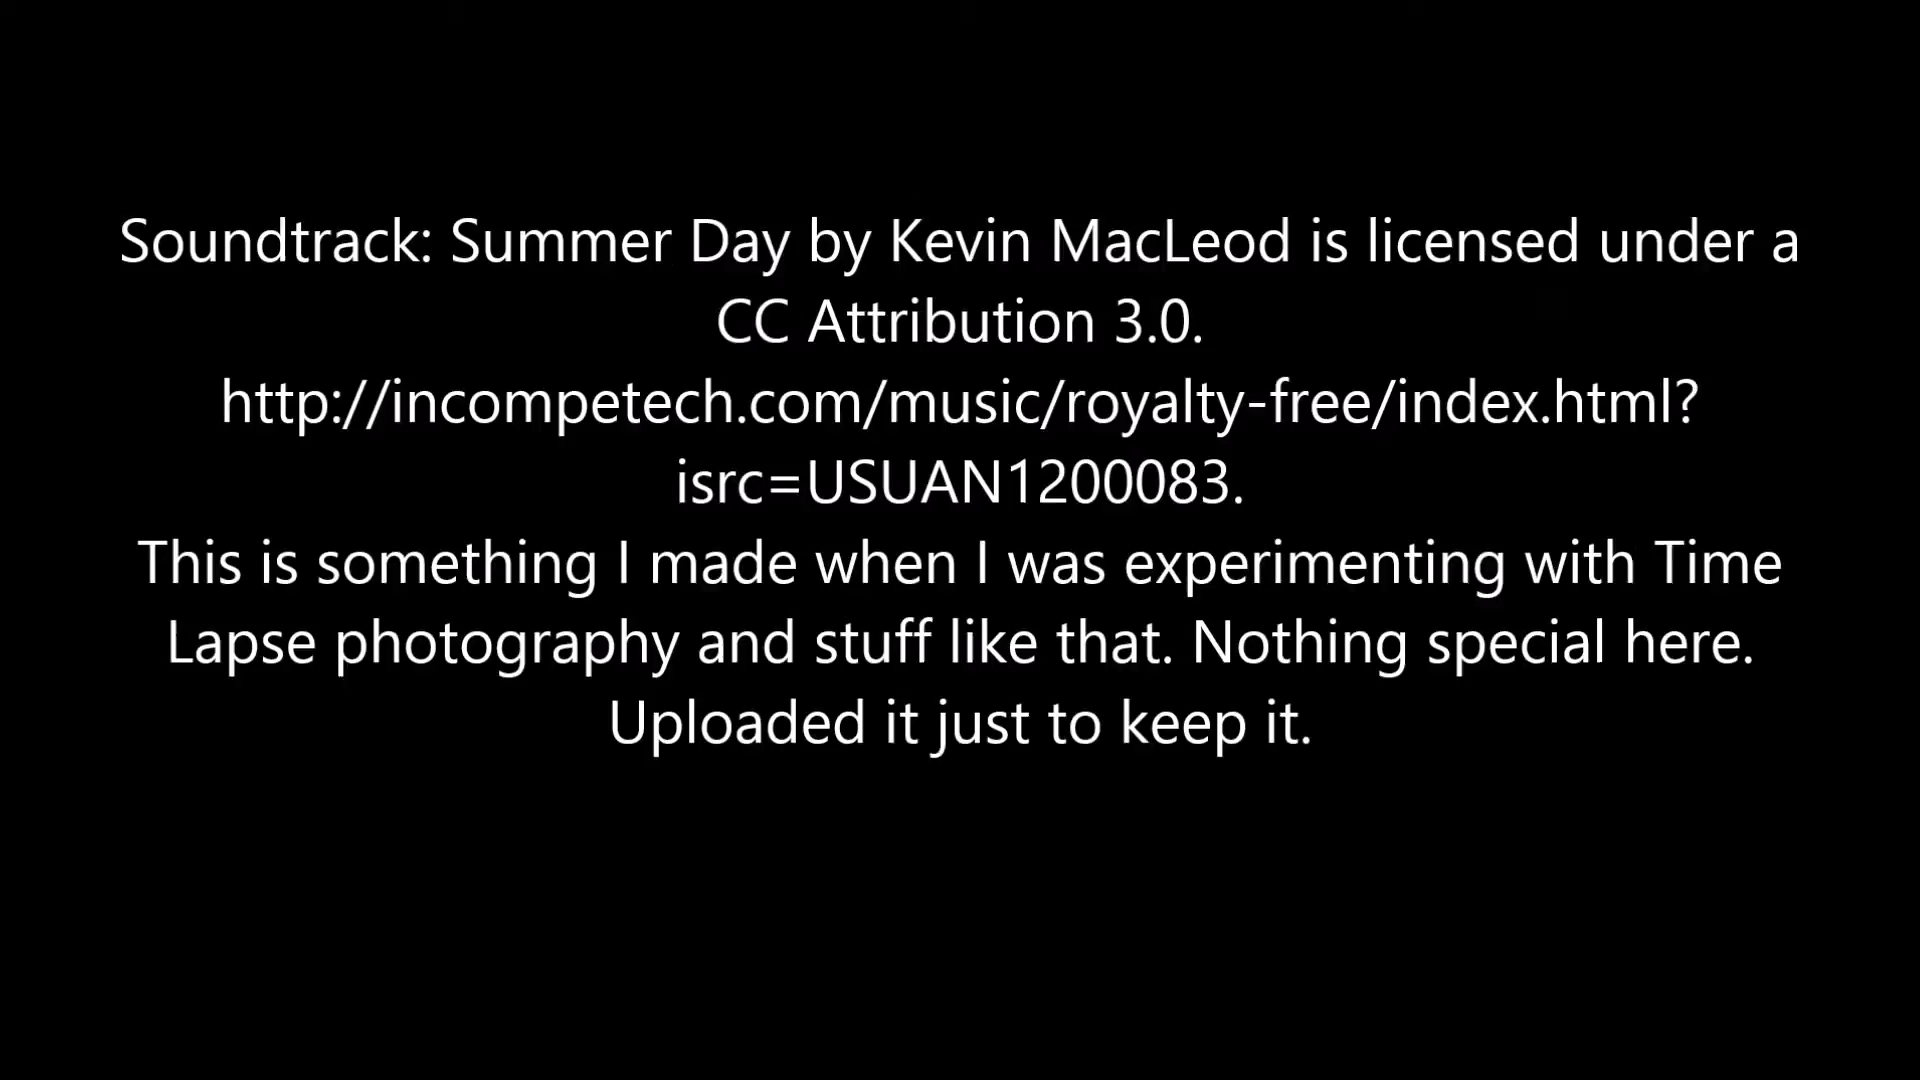 Soundtrack: Summer Day by Kevin MacLeod is licensed under a
CC Attribution 3.0.
http://incompetech.com/music/royalty-free/index.html?
isrc=USUAN1200083.
This is something I made when I was experimenting with Time
Lapse photography and stuff like that. Nothing special here.
Uploaded it just to keep it.